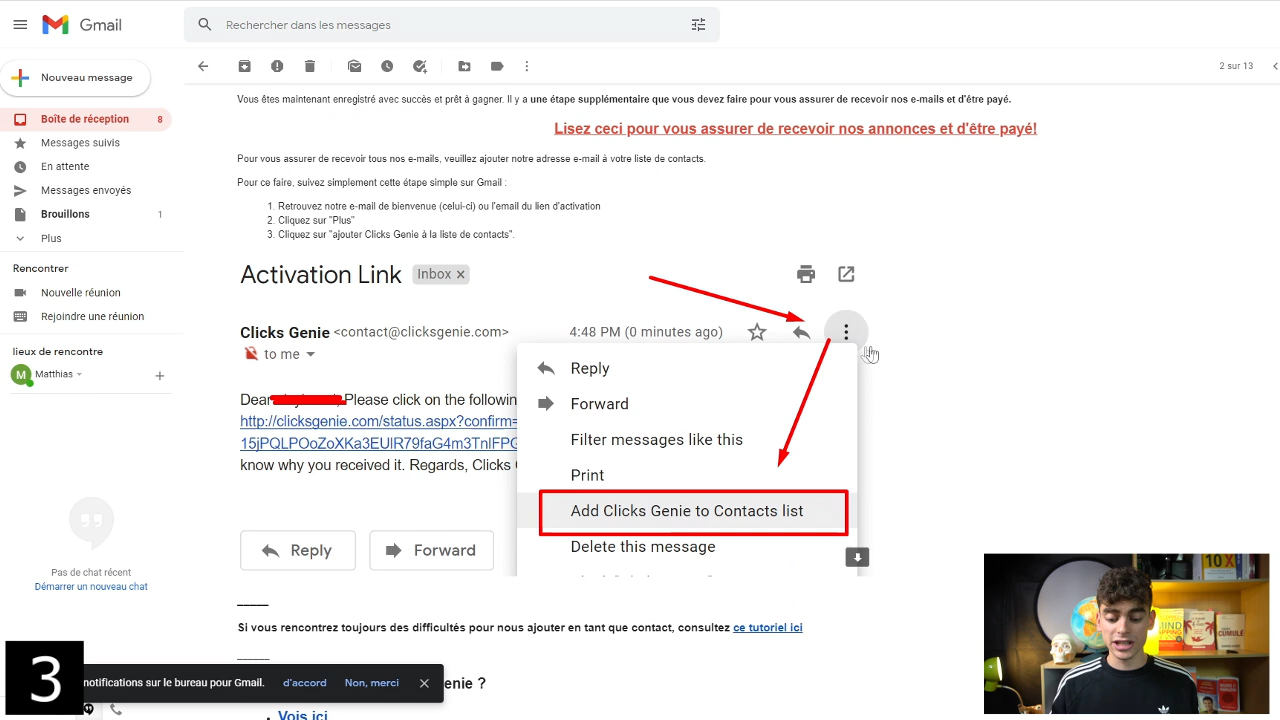 Gmail
Rechercher dans les messages
Nouveau message
2 sur 13
Boîte de réception 8
Messages suivis
En attente
Messages envoyés
Brouillons 1
Plus
Rencontrer
Nouvelle réunion
Rejoindre une réunion
lieux de rencontre
M Matthias
Pas de chat récent
Démarrer un nouveau chat
Vous êtes maintenant enregistré avec succès et prêt à gagner. Il y a une étape supplémentaire que vous devez faire pour vous assurer de recevoir nos e-mails et d'être payé.
Lisez ceci pour vous assurer de recevoir nos annonces et d'être payé!
Pour vous assurer de recevoir tous nos e-mails, veuillez ajouter notre adresse e-mail à votre liste de contacts.
Pour ce faire, suivez simplement cette étape simple sur Gmail :
1. Retrouvez notre e-mail de bienvenue (celui-ci) ou l'email du lien d'activation
2. Cliquez sur "Plus"
3. Cliquez sur "ajouter Clicks Genie à la liste de contacts".
Activation Link Inbox ×
Clicks Genie <contact@clicksgenie.com> 4:48 PM (0 minutes ago)
to me
Dear Please click on the followin
http://clicksgenie.com/status.aspx?confirm=
15jPQLPOoZoXKa3EUlR79faG4m3TnIFPG
know why you received it. Regards, Clicks
Reply
Forward
Filter messages like this
Print
Add Clicks Genie to Contacts list
Delete this message
Reply Forward
Si vous rencontrez toujours des difficultés pour nous ajouter en tant que contact, consultez ce tutoriel ici
enie ?
Vois ici
3
notifications sur le bureau pour Gmail. d'accord Non, merci
10X
MIND
MAPPING
CUMULÉ